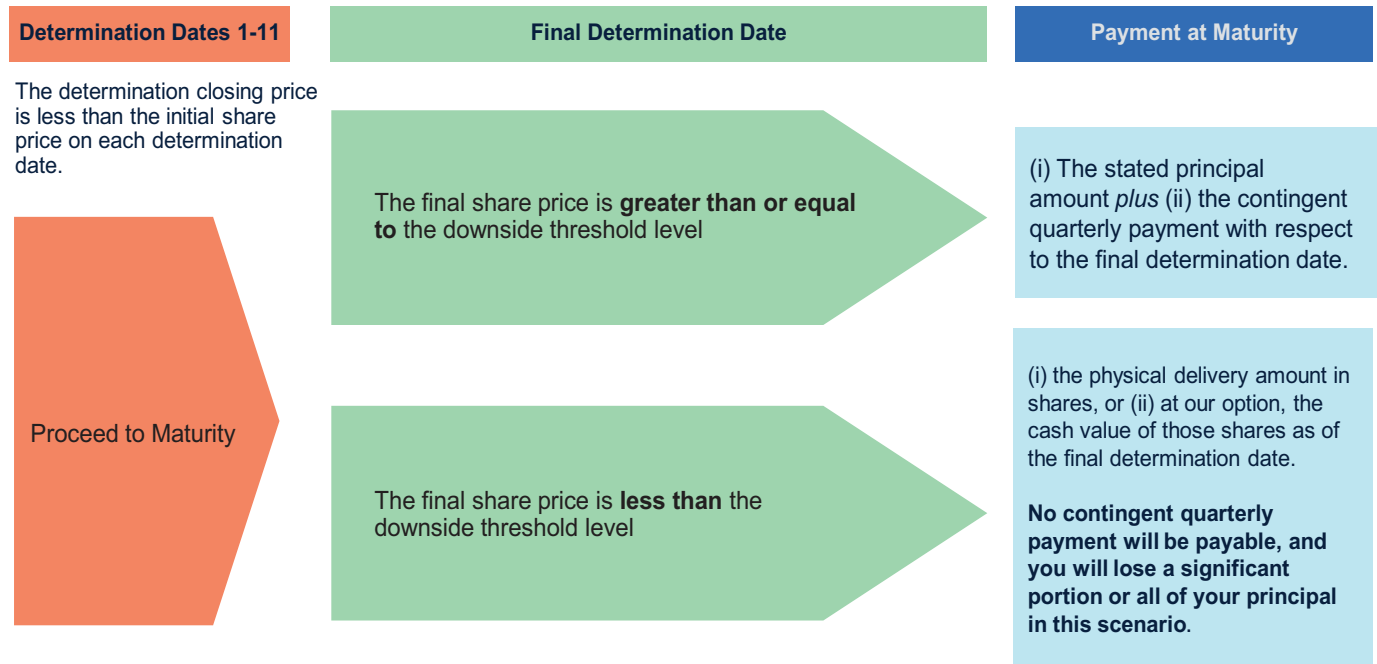 Determination Dates 1-11
Final Determination Date
Payment at Maturity
The determination closing price
is less than the initial share
price on each determination
date.
Proceed to Maturity
The final share price is greater than or equal
to the downside threshold level
(i) The stated principal
amount plus (ii) the contingent
quarterly payment with respect
to the final determination date.
The final share price is less than the
downside threshold level
(i) the physical delivery amount in
shares, or (ii) at our option, the
cash value of those shares as of
the final determination date.
No contingent quarterly
payment will be payable, and
you will lose a significant
portion or all of your principal
in this scenario.